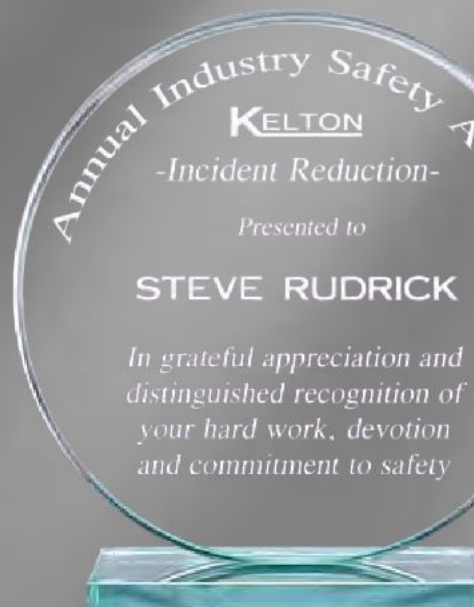 Annual Industry Safety A
KELTON
-Incident Reduction-
Presented to
STEVE RUDRICK
In grateful appreciation and
distinguished recognition of
your hard work, devotion
and commitment to safety